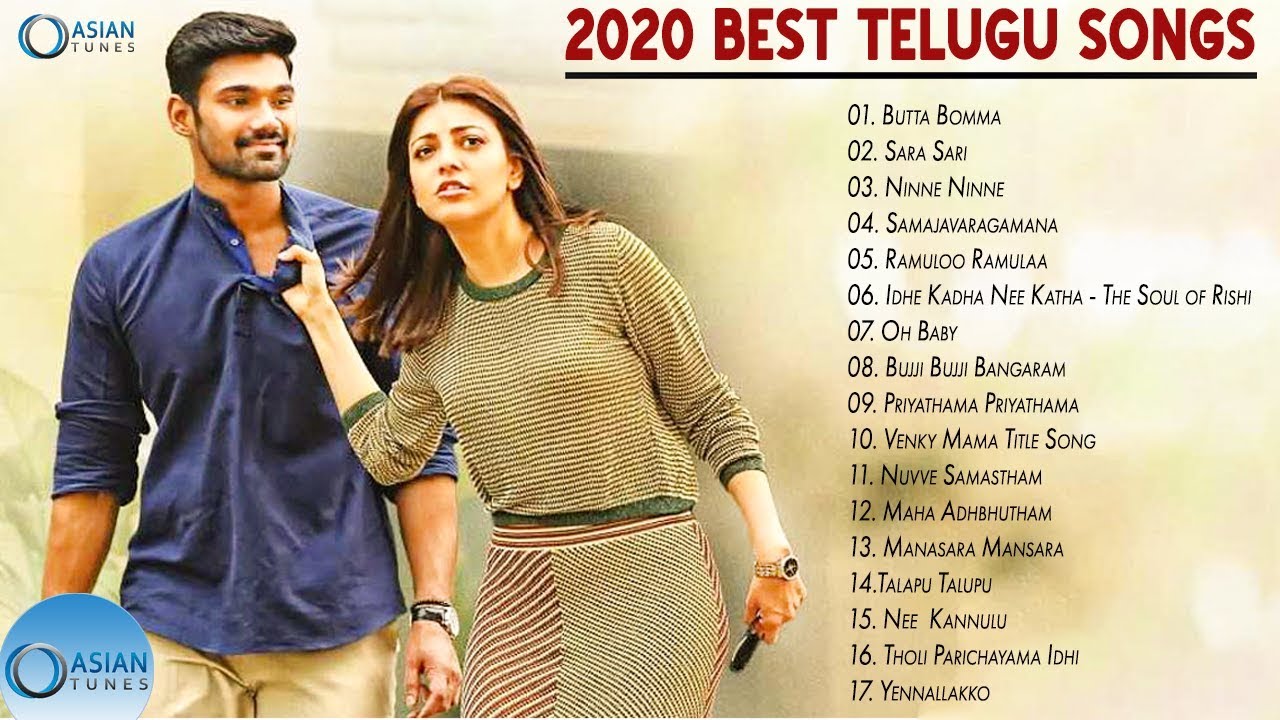 ASIAN
TUNES
2020 BEST TELUGU SONGS
01. BUTTA BOMMA
02. SARA SARI
03. NINNE NINNE
04. SAMAJAVARAGAMANA
05. RAMULOO RAMULAA
06. IDHE KADHA NEE KATHA - THE SOUL OF RISHI
07. OH BABY
08. BUJJI BUJJI BANGARAM
09. PRIYATHAMA PRIYATHAMA
10. VENKY MAMA TITLE SONG
11. NUVVE SAMASTHAM
12. MAHA ADHBHUTHAM
13. MANASARA MANSARA
14.TALAPU TALUPU
15. NEE KANNULU
16. THOLI PARICHAYAMA IDHI
17. YENNALLAKKO
ASIAN
TUNES